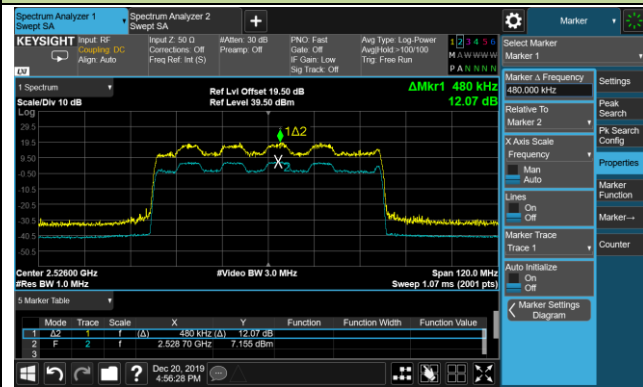 Spectrum Analyzer 1
Swept SA
Spectrum Analyzer 2
Swept SA
+
Marker
KEYSIGHT
Input: RF
Coupling: DC
Align: Auto
Input Z: 50 Ω
Corrections: Off
Freq Ref: Int (S)
#Atten: 30 dB
Preamp: Off
PNO: Fast
Gate: Off
IF Gain: Low
Sig Track: Off
Avg Type: Log-Power
Avg|Hold:>100/100
Trig: Free Run
1 2 3 4 5 6
M A W W W W
P A N N N N
LXI
1 Spectrum
Scale/Div 10 dB
Log
Ref Lvl Offset 19.50 dB
Ref Level 39.50 dBm
ΔMkr1 480 kHz
12.07 dB
29.5
19.5
9.50
-0.50
-10.5
-20.5
-30.5
-40.5
-50.5
1Δ2
X2
Center 2.52600 GHz
#Res BW 1.0 MHz
#Video BW 3.0 MHz
Span 120.0 MHz
Sweep 1.07 ms (2001 pts)
5 Marker Table
Mode Trace Scale X Y Function Function Width Function Value
1 Δ2 1 f (Δ) 480 kHz (Δ) 12.07 dB
2 F 2 f 2.528 70 GHz 7.155 dBm
3
Dec 20, 2019
4:56:28 PM
Select Marker
Marker 1
Marker Δ Frequency
480.000 kHz
Relative To
Marker 2
X Axis Scale
Frequency
Man
Auto
Lines
On
Off
Marker Trace
Trace 1
Auto Initialize
On
Off
Marker Settings
Diagram
Settings
Peak
Search
Pk Search
Config
Properties
Marker
Function
Marker→
Counter